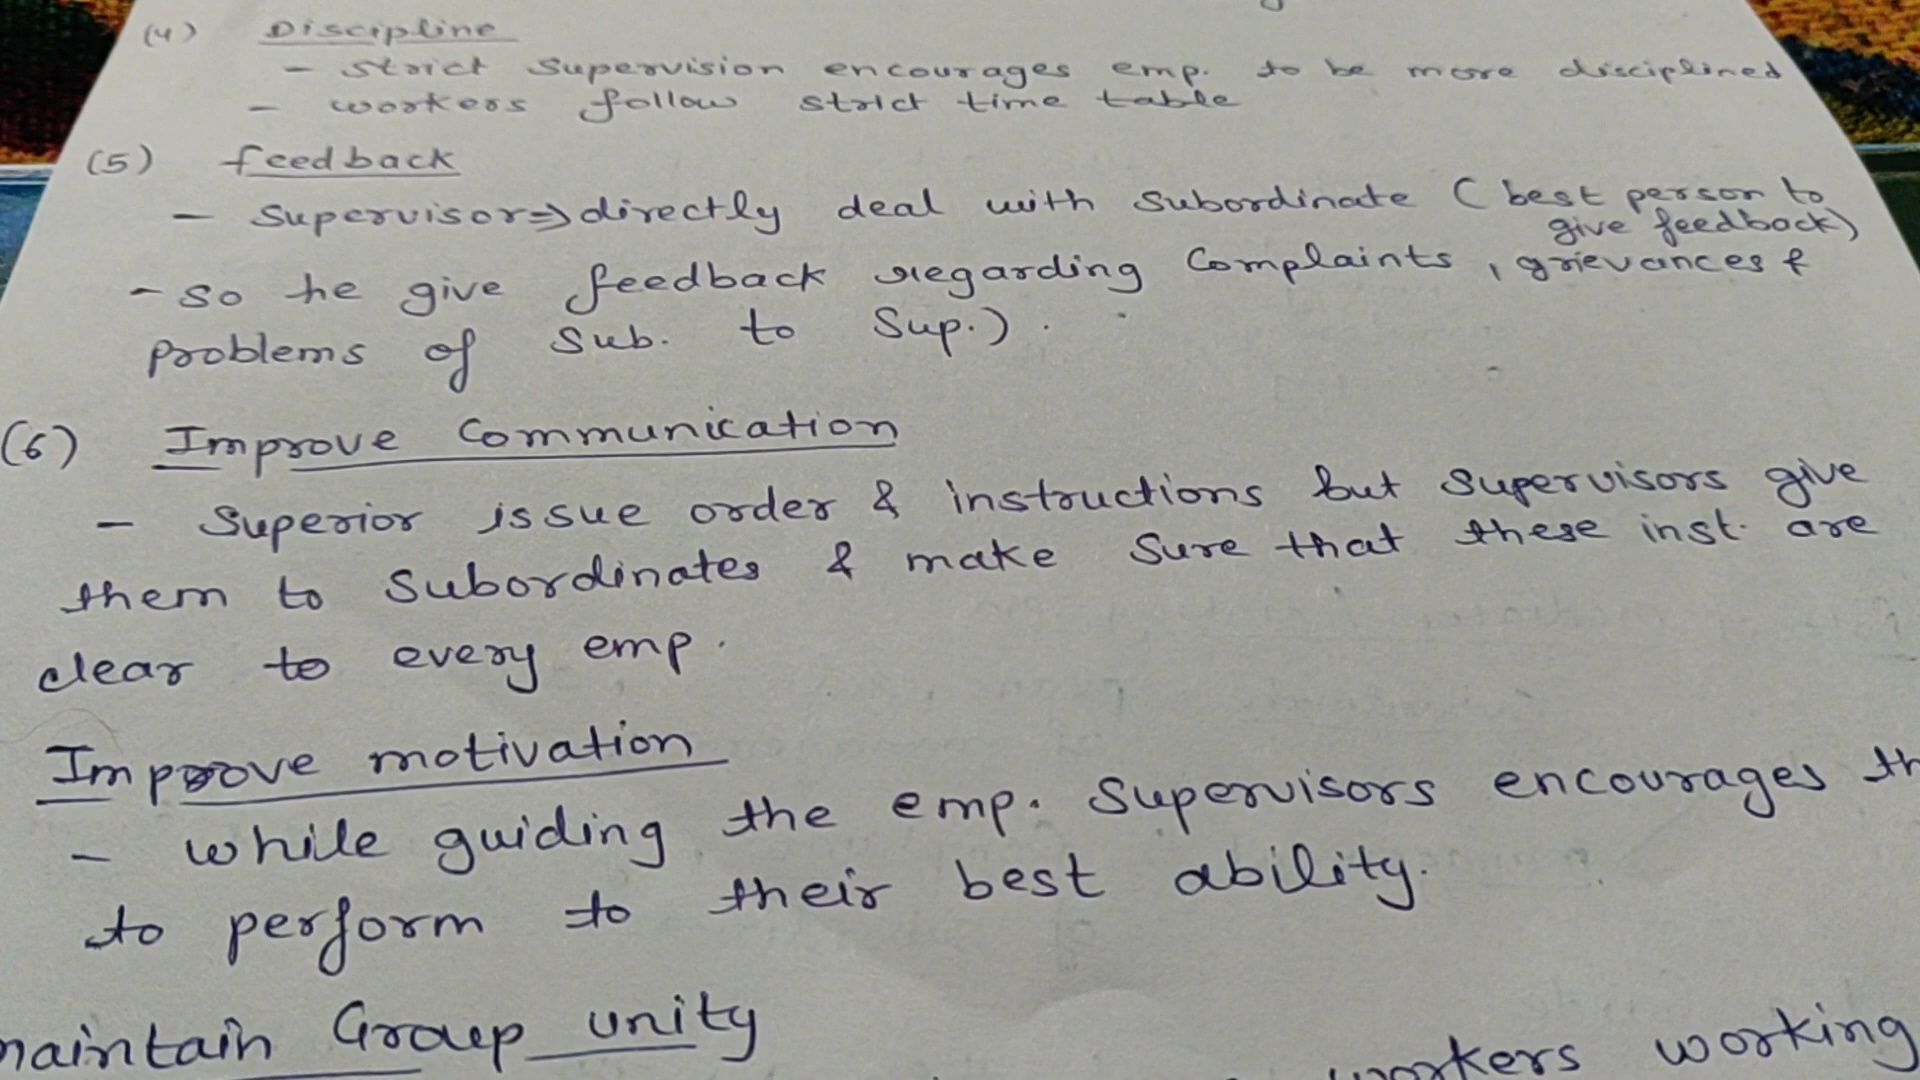 (4) Discipline
- strict supervision encourages emp. to be more disciplined
- workers follow strict time table
(5) feedback
- supervisor⇒directly deal with subordinate (best person to
give feedback)
- so he give feedback regarding complaints, grievances &
problems of sub. to sup.).
(6) Improve Communication
- Superior issue order & instructions but supervisors give
them to subordinates & make sure that these inst. are
clear to every emp.
Improve motivation
- while guiding the emp. supervisors encourages
to perform to their best ability.
Group unity
workers working